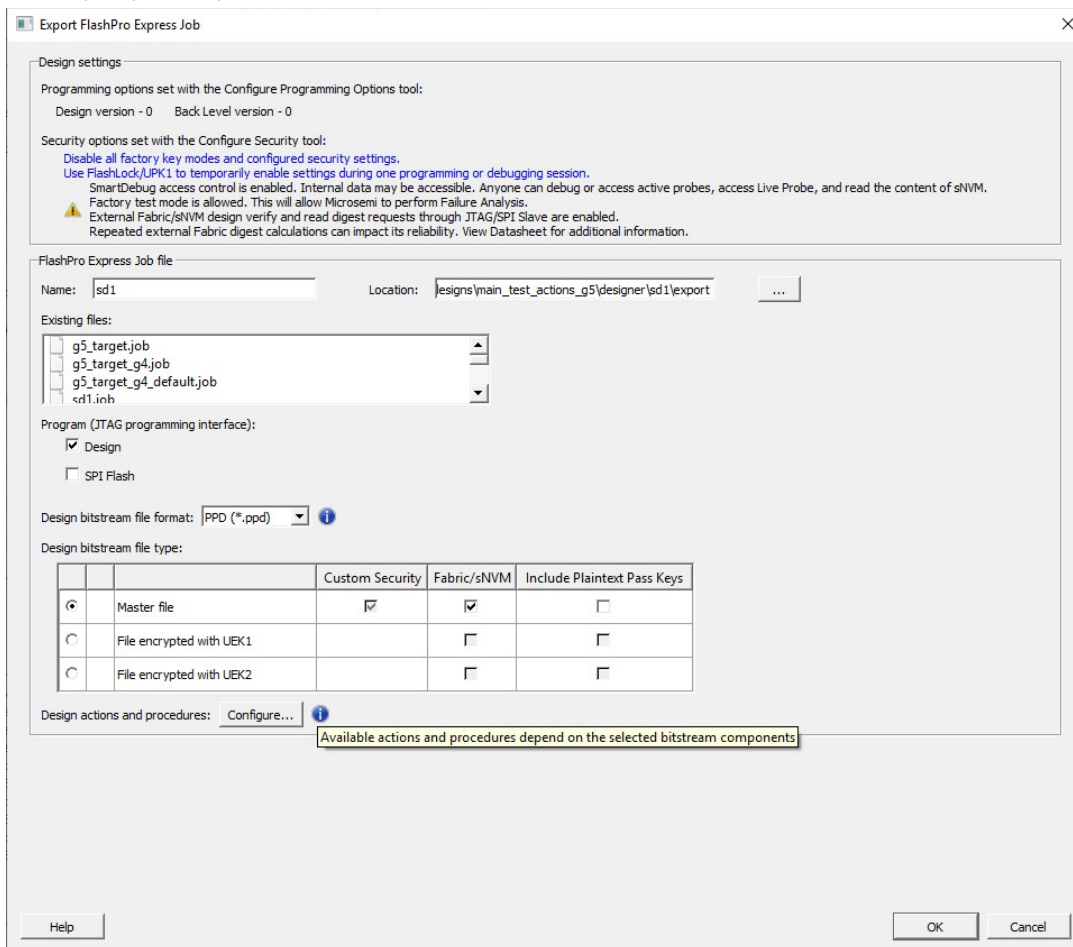 Export FlashPro Express Job
Design settings
Programming options set with the Configure Programming Options tool:
Design version - 0 Back Level version - 0
Security options set with the Configure Security tool:
Disable all factory key modes and configured security settings.
Use FlashLock/UPK1 to temporarily enable settings during one programming or debugging session.
SmartDebug access control is enabled. Internal data may be accessible. Anyone can debug or access active probes, access Live Probe, and read the content of sNVM.
Factory test mode is allowed. This will allow Microsemi to perform Failure Analysis.
External Fabric/sNVM design verify and read digest requests through JTAG/SPI Slave are enabled.
Repeated external Fabric digest calculations can impact its reliability. View Datasheet for additional information.
FlashPro Express Job file
Name: sd1 Location: lesigns\main_test_actions_g5\designer\sd1\export ...
Existing files:
g5_target.job
g5_target_g4.job
g5_target_g4_default.job
sd1.job
Program (JTAG programming interface):
Design
SPI Flash
Design bitstream file format: PPD (*.ppd)
Design bitstream file type:
Custom Security Fabric/sNVM Include Plaintext Pass Keys
Master file
File encrypted with UEK1
File encrypted with UEK2
Design actions and procedures: Configure...
Available actions and procedures depend on the selected bitstream components
Help OK Cancel